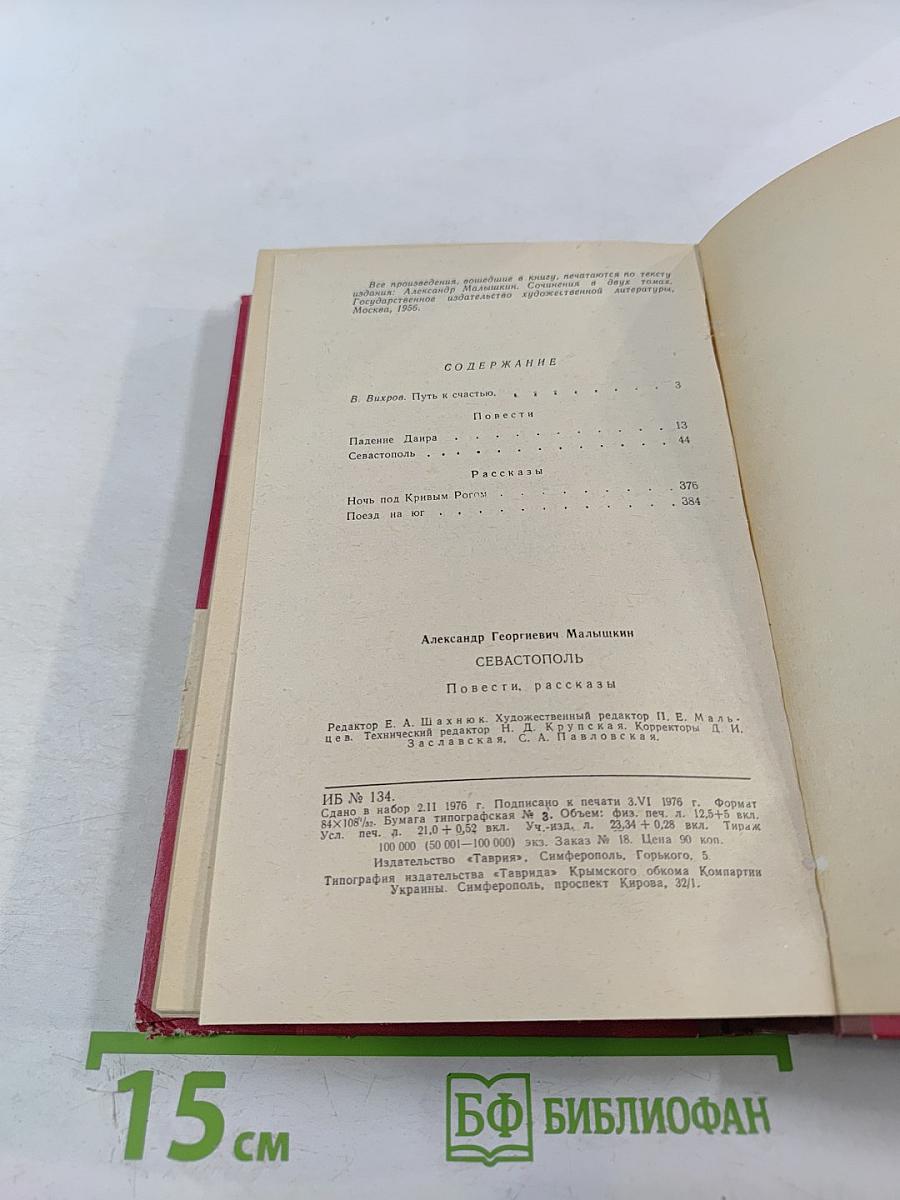 Все произведения, вошедшие в книгу, печатаются по тексту
издания: Александр Малышкин. Сочинения в двух томах.
Государственное издательство художественной литературы,
Москва, 1956.
СОДЕРЖАНИЕ
В. Вихров. Путь к счастью. . . . . . . . . 3
Повести
Падение Даира . . . . . . . . . . . 13
Севастополь . . . . . . . . . . . . 44
Рассказы
Ночь под Кривым Рогом . . . . . . . . . 376
Поезд на юг . . . . . . . . . . . . 384
Александр Георгиевич Малышкин
СЕВАСТОПОЛЬ
Повести, рассказы
Редактор Е. А. Шахнюк. Художественный редактор П. Е. Маль-
цев. Технический редактор Н. Д. Крупская. Корректоры Д. И.
Заславская, С. А. Павловская.
ИБ № 134.
Сдано в набор 2.II 1976 г. Подписано к печати 3.VI 1976 г. Формат
84×108¹/₃₂. Бумага типографская № 3. Объем: физ. печ. л. 12,5+5 вкл.
Усл. печ. л. 21,0 + 0,52 вкл. Уч.-изд. л. 23,34 + 0,28 вкл. Тираж
100 000 (50 001—100 000) экз. Заказ № 18. Цена 90 коп.
Издательство «Таврия», Симферополь, Горького, 5.
Типография издательства «Таврида» Крымского обкома Компартии
Украины. Симферополь, проспект Кирова, 32/1.
15 см
БФ БИБЛИОФАН